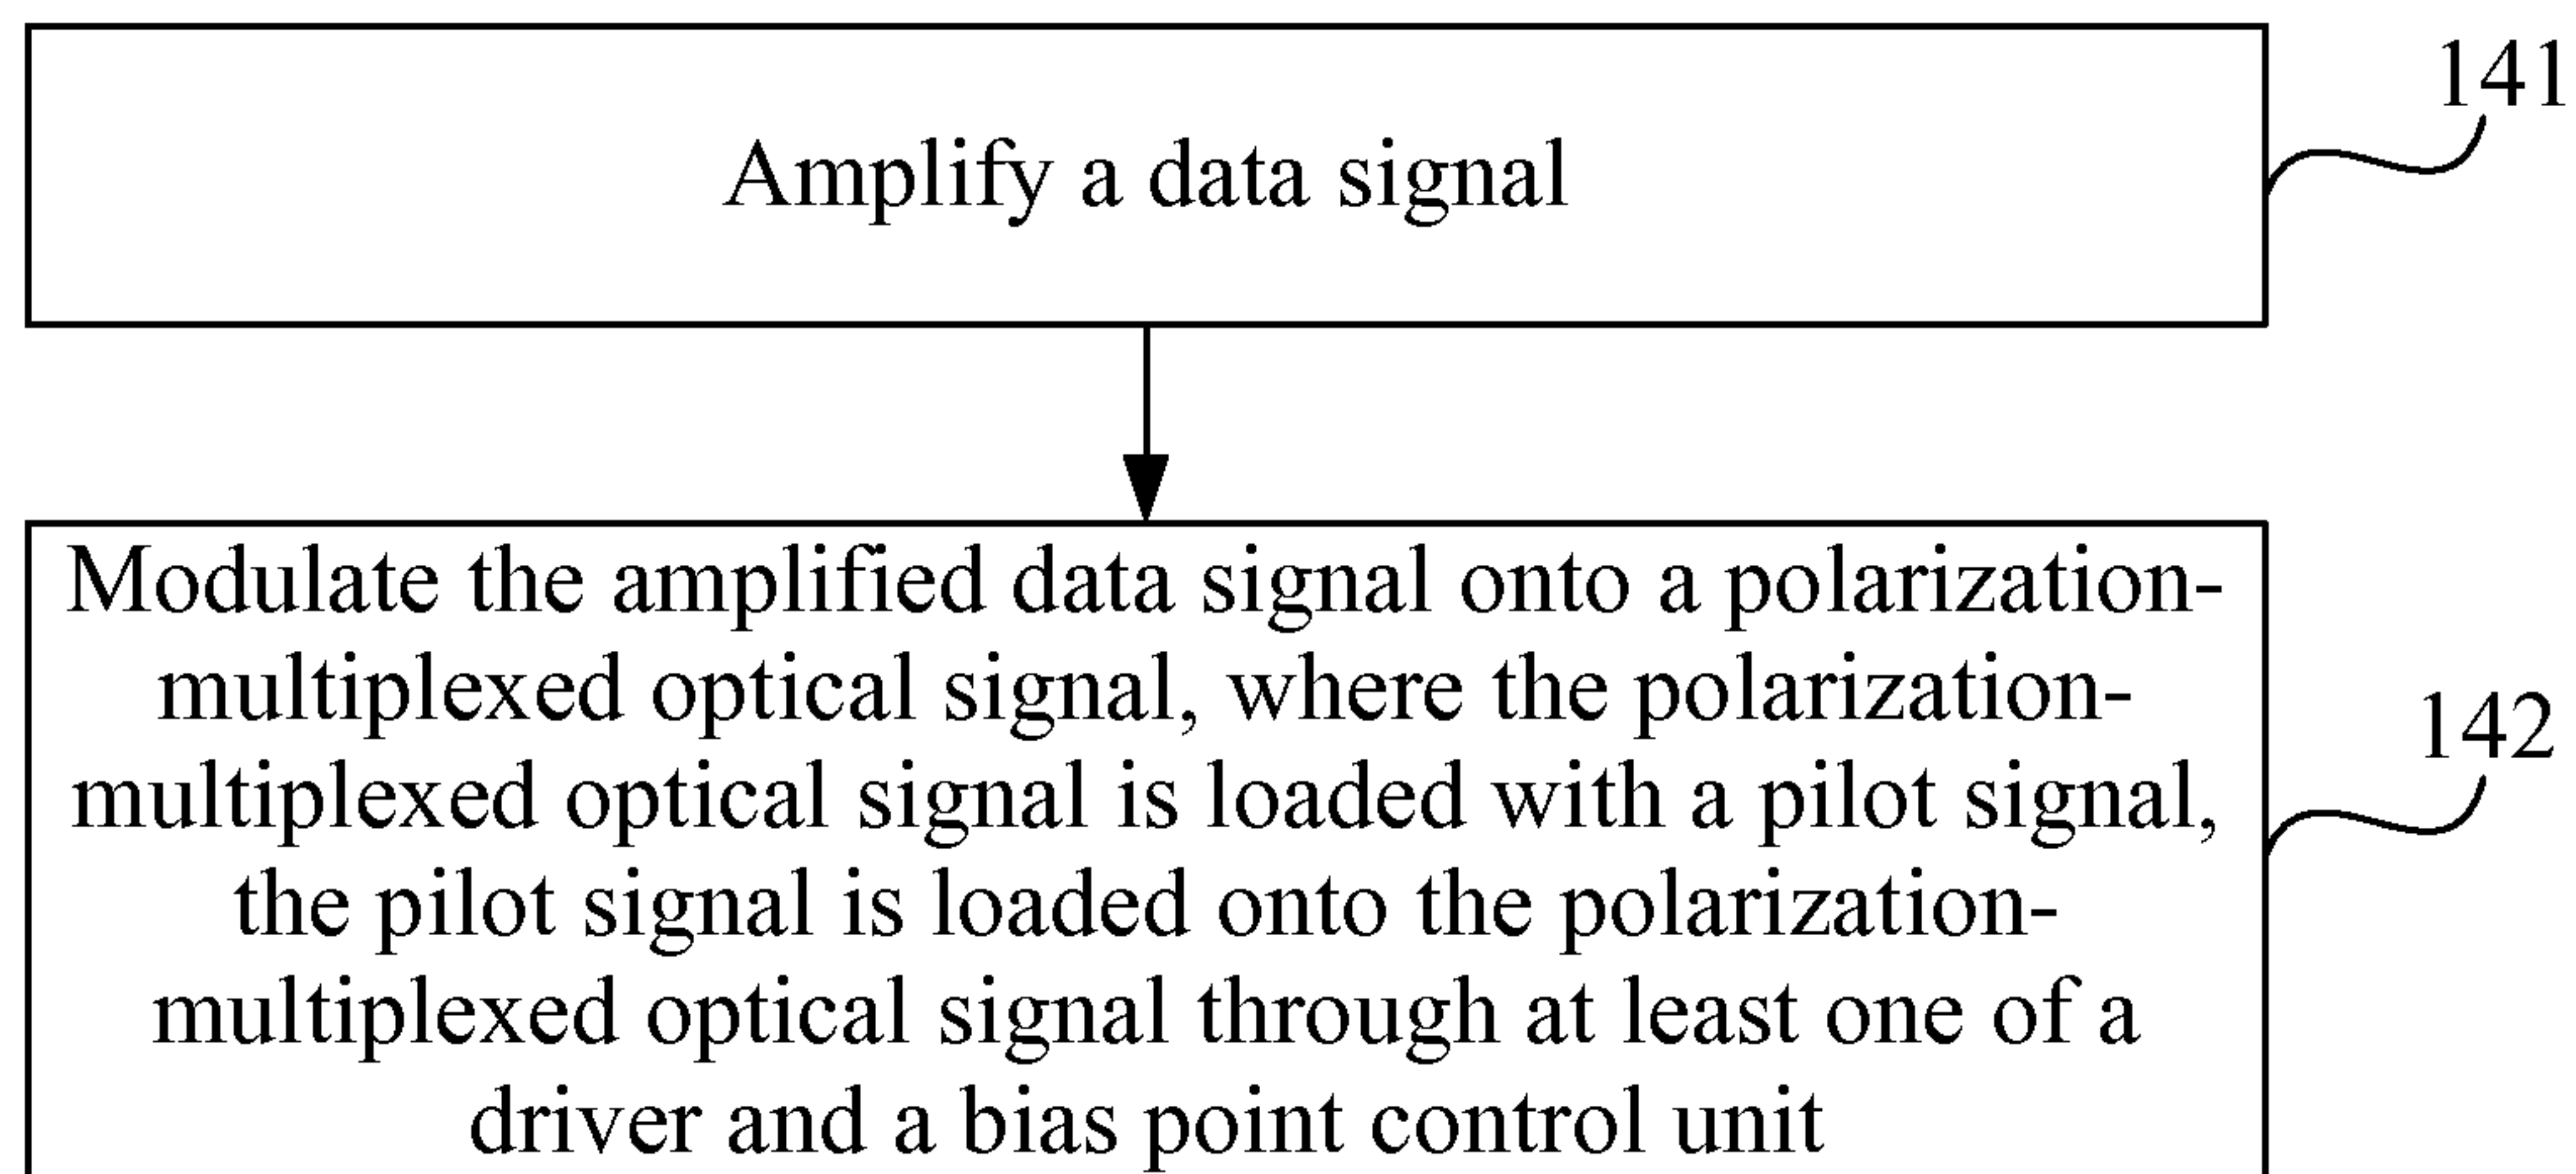 141
Amplify a data signal
Modulate the amplified data signal onto a polarization-
multiplexed optical signal, where the polarization-
multiplexed optical signal is loaded with a pilot signal,
the pilot signal is loaded onto the polarization-
multiplexed optical signal through at least one of a
driver and a bias point control unit
142